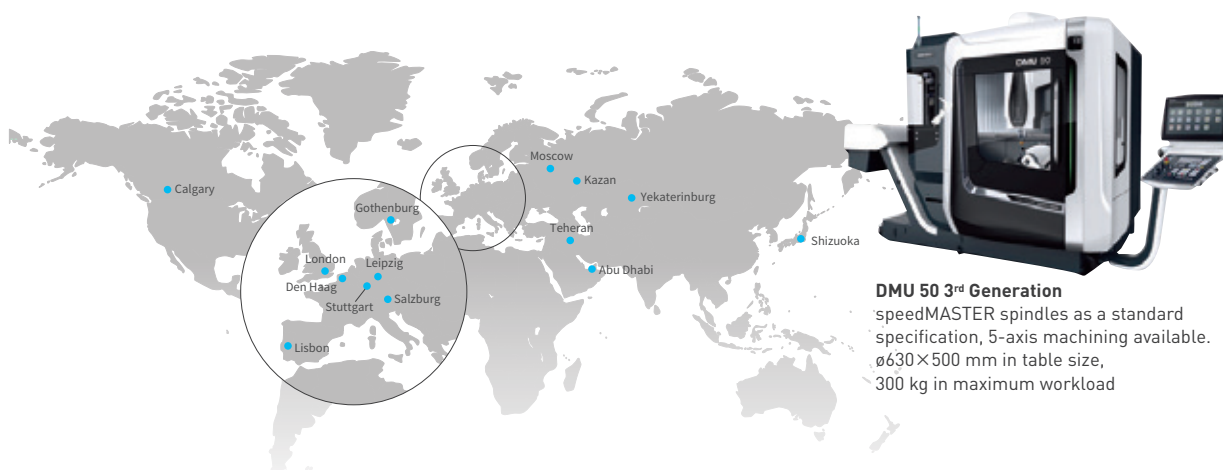 Calgary
Moscow
Kazan
Yekaterinburg
Teheran
Abu Dhabi
Shizuoka
Gothenburg
London
Leipzig
Den Haag
Stuttgart
Salzburg
Lisbon
DMU 50
DMU 50 3rd Generation
speedMASTER spindles as a standard
specification, 5-axis machining available.
ø630×500 mm in table size,
300 kg in maximum workload